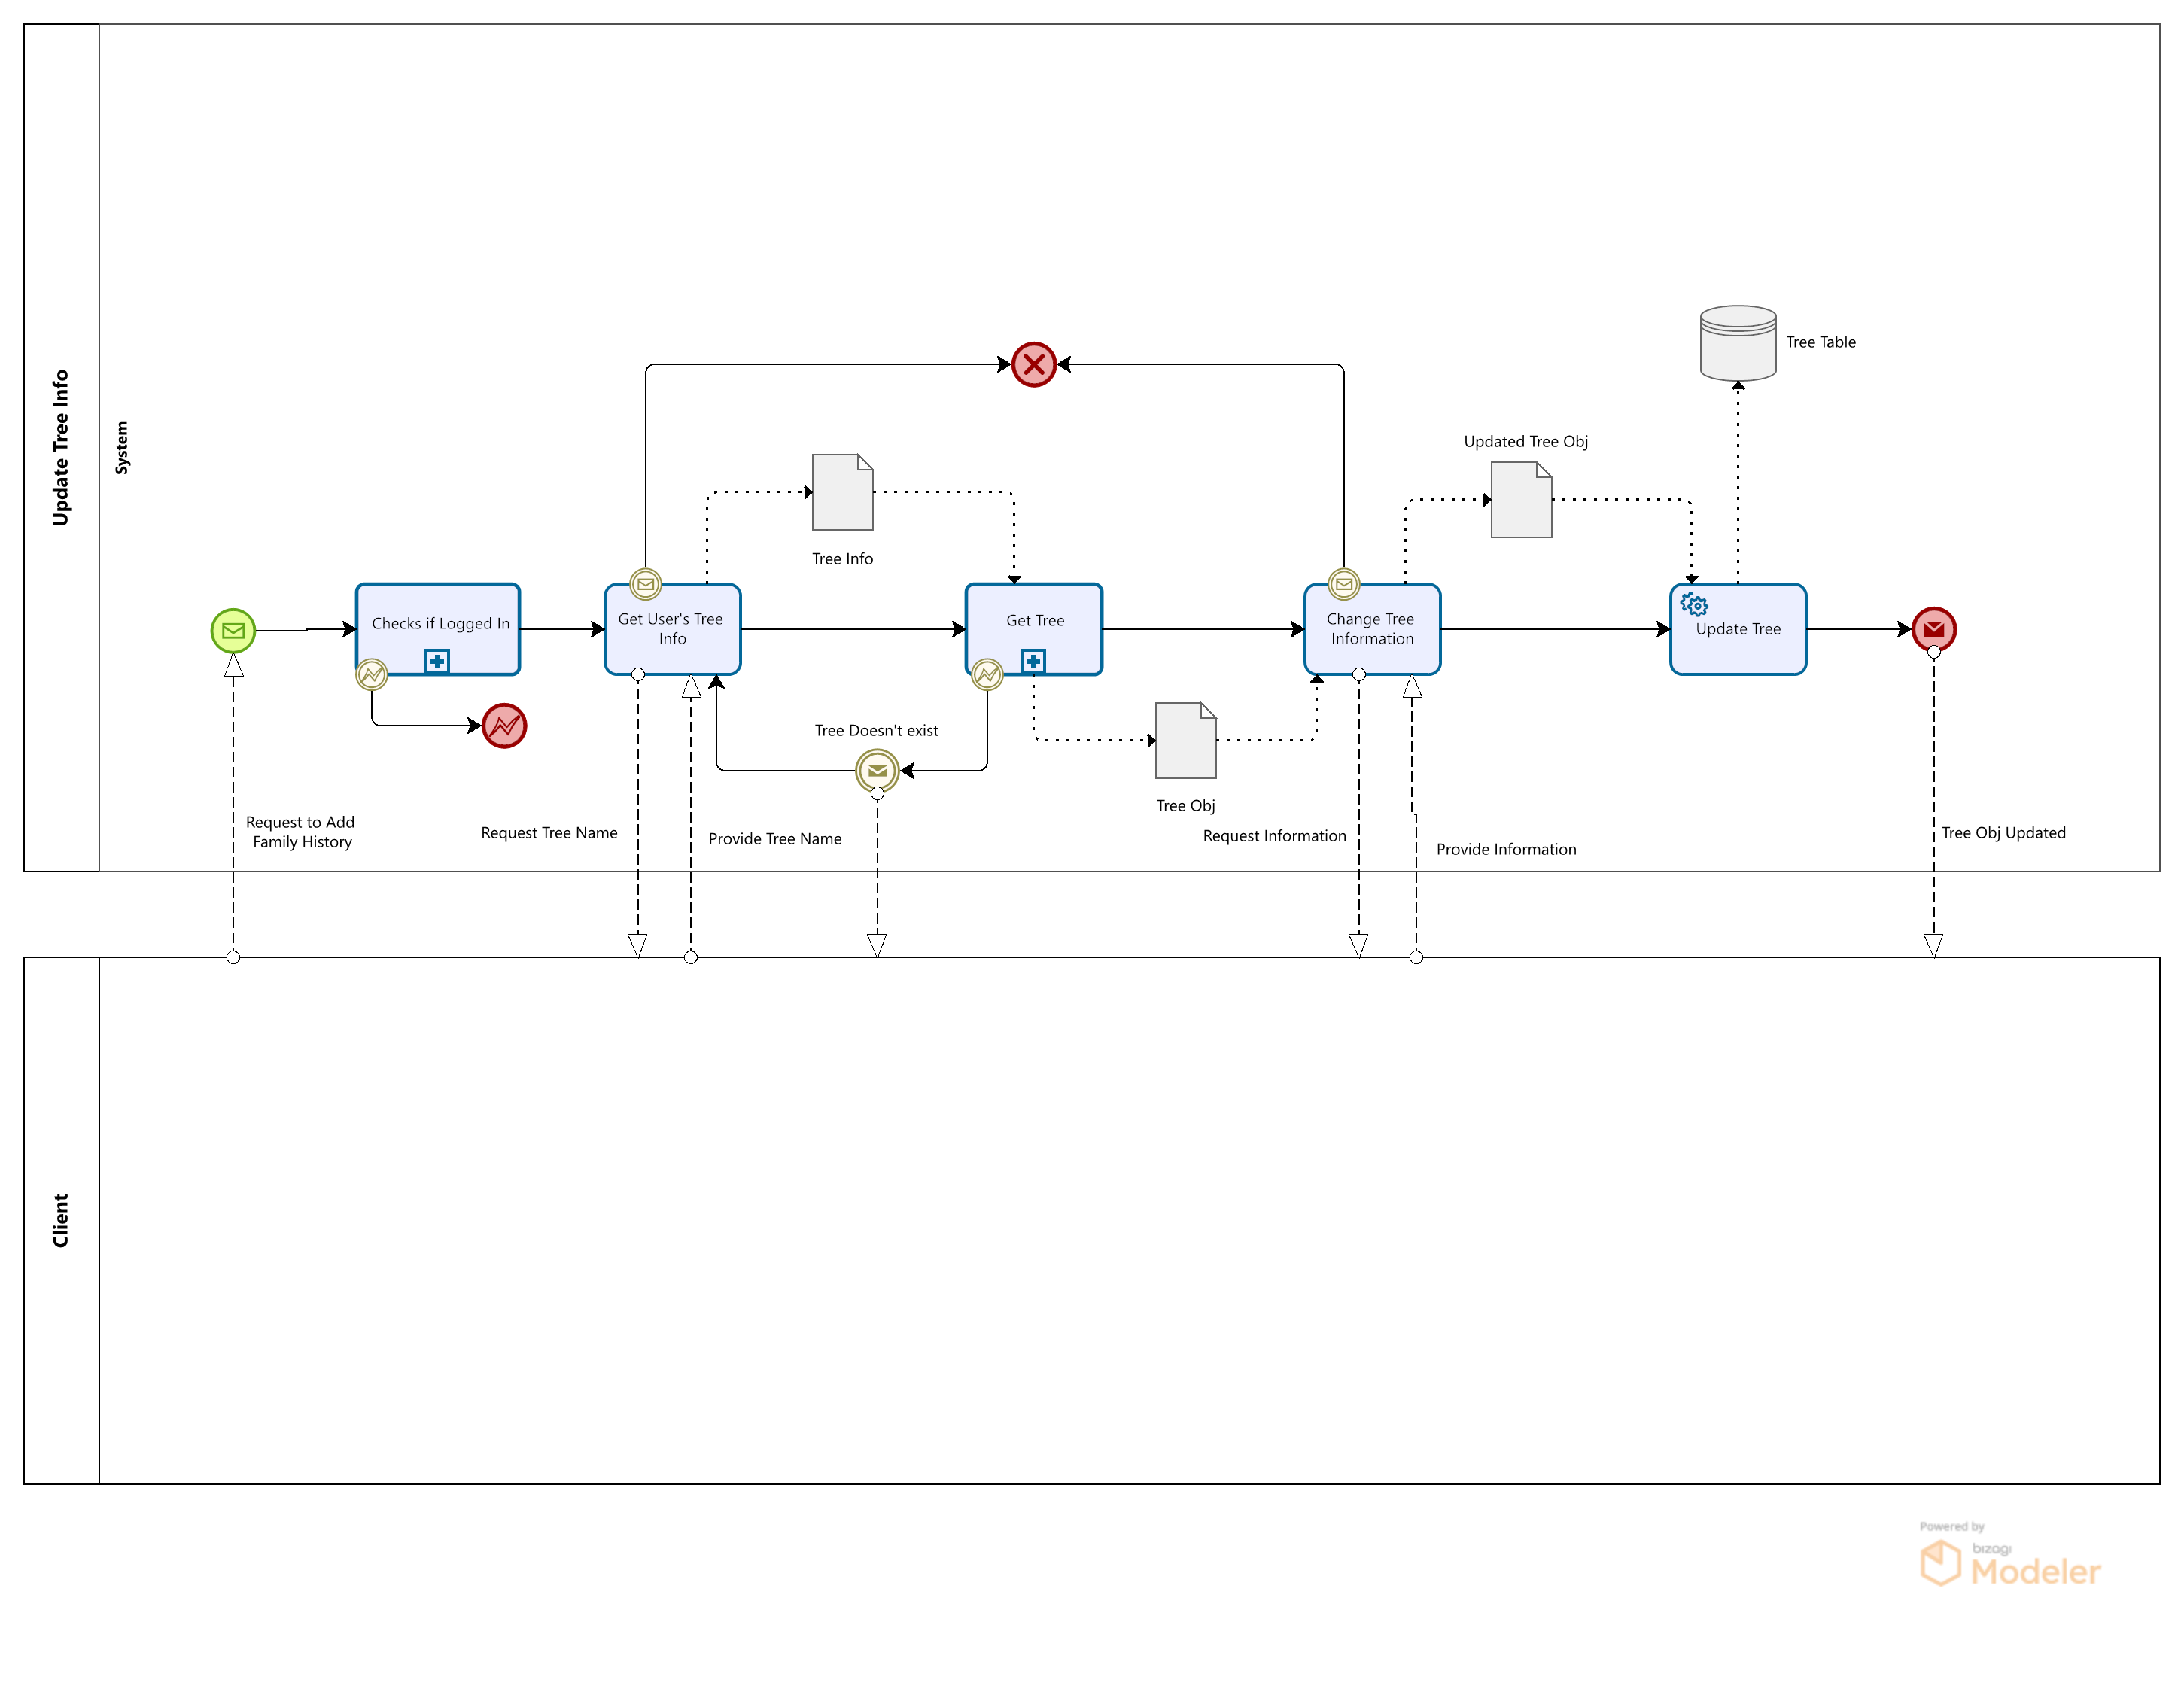 Update Tree Info
System
Tree Table
Updated Tree Obj
Tree Info
Checks if Logged In
Get User's Tree
Info
Get Tree
Change Tree
Information
Update Tree
Tree Doesn't exist
Tree Obj
Request to Add
Family History
Request Tree Name
Provide Tree Name
Request Information
Provide Information
Tree Obj Updated
Client
Powered by
bizagi
Modeler